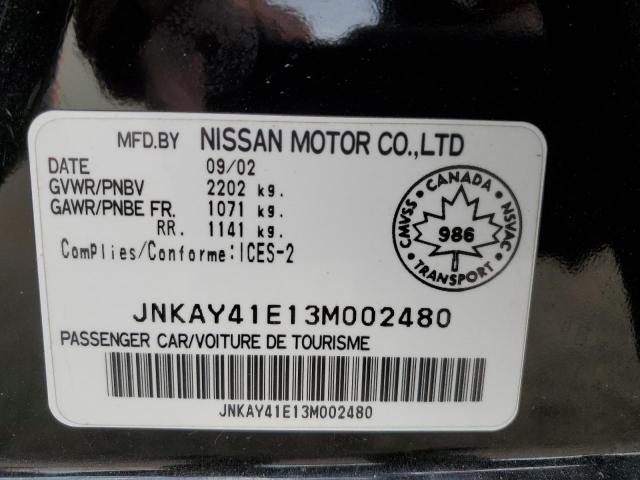 MFD.BY NISSAN MOTOR CO.,LTD
DATE 09/02
GVWR/PNBV 2202 kg.
GAWR/PNBE FR. 1071 kg.
RR. 1141 kg.
ComPlies/Conforme:ICES-2
CANADA
CMVSS 986 NSVAC
TRANSPORT
JNKAY41E13M002480
PASSENGER CAR/VOITURE DE TOURISME
JNKAY41E13M002480